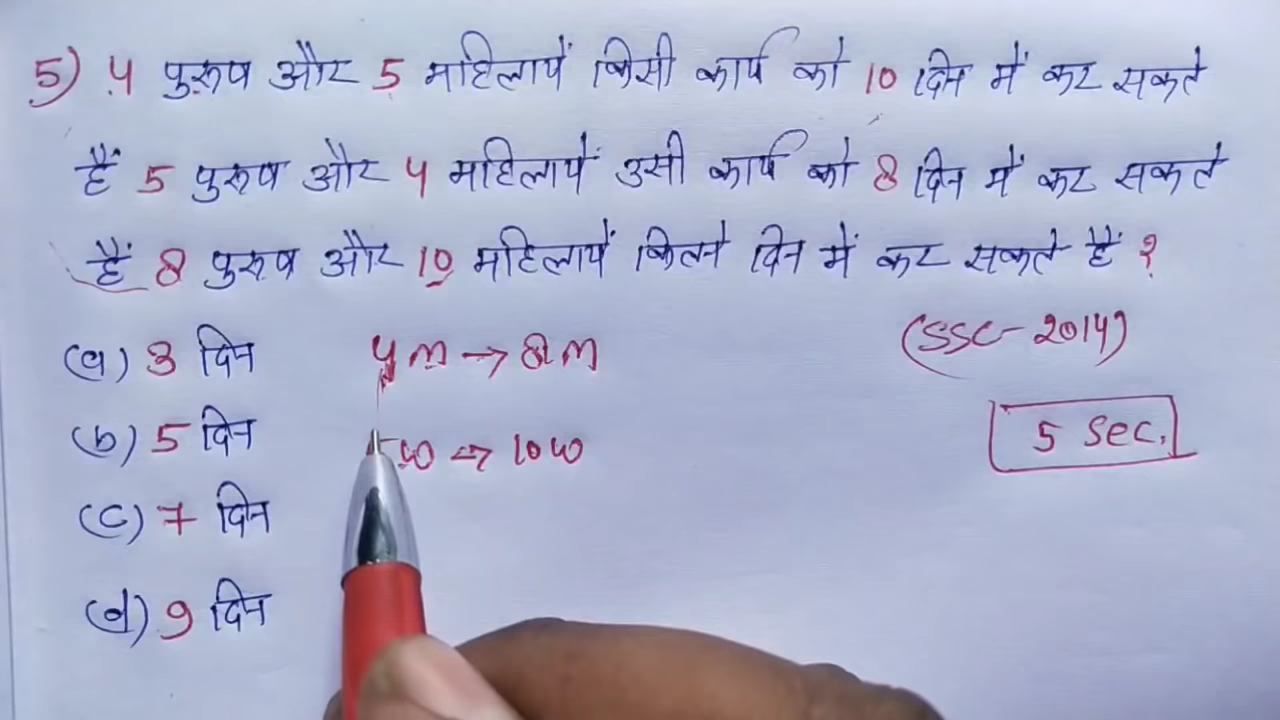 5) 4 पुरूष और 5 महिलायें किसी कार्य को 10 दिन में कर सकते
हैं 5 पुरूष और 4 महिलायें उसी कार्य को 8 दिन में कर सकते
हैं 8 पुरूष और 10 महिलायें कितने दिन में कर सकते हैं ?
(SSC-2014)
(a) 3 दिन
4m → 8m
(b) 5 दिन
5w → 10w
5 Sec.
(c) 7 दिन
(d) 9 दिन